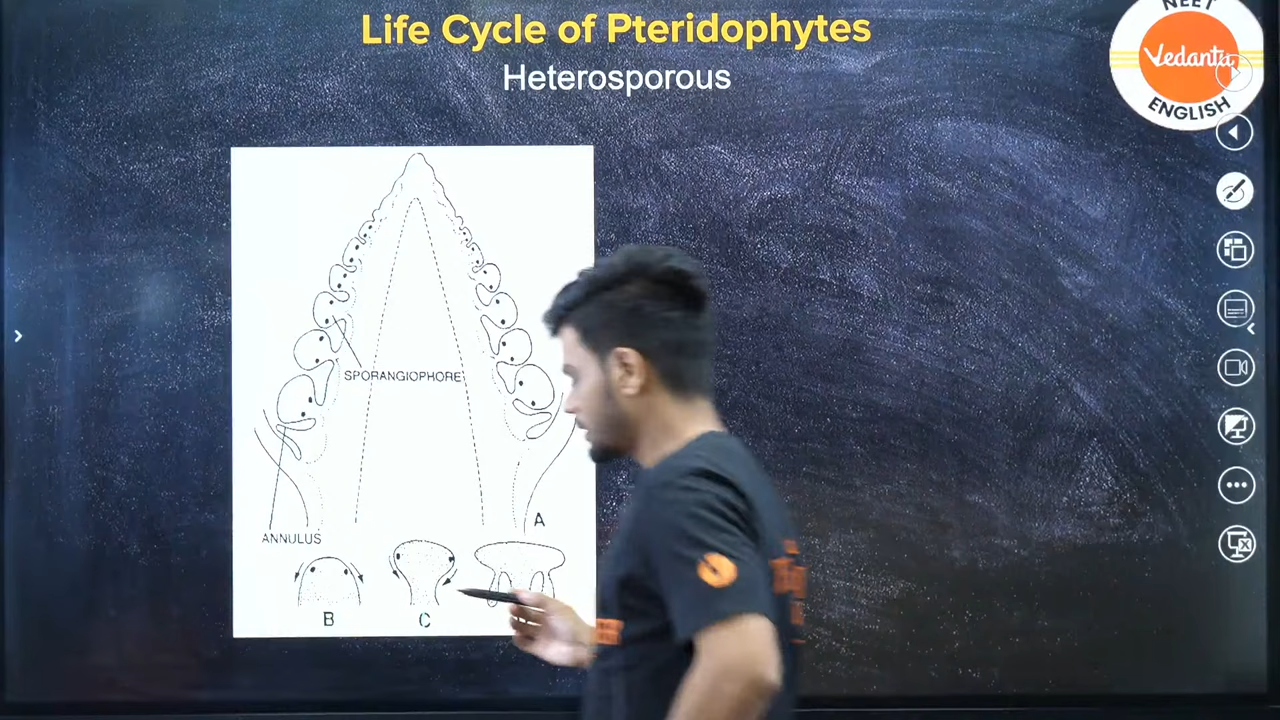 Life Cycle of Pteridophytes
Heterosporous
NEET
Vedantu
ENGLISH
SPORANGIOPHORE
ANNULUS
A
B
C